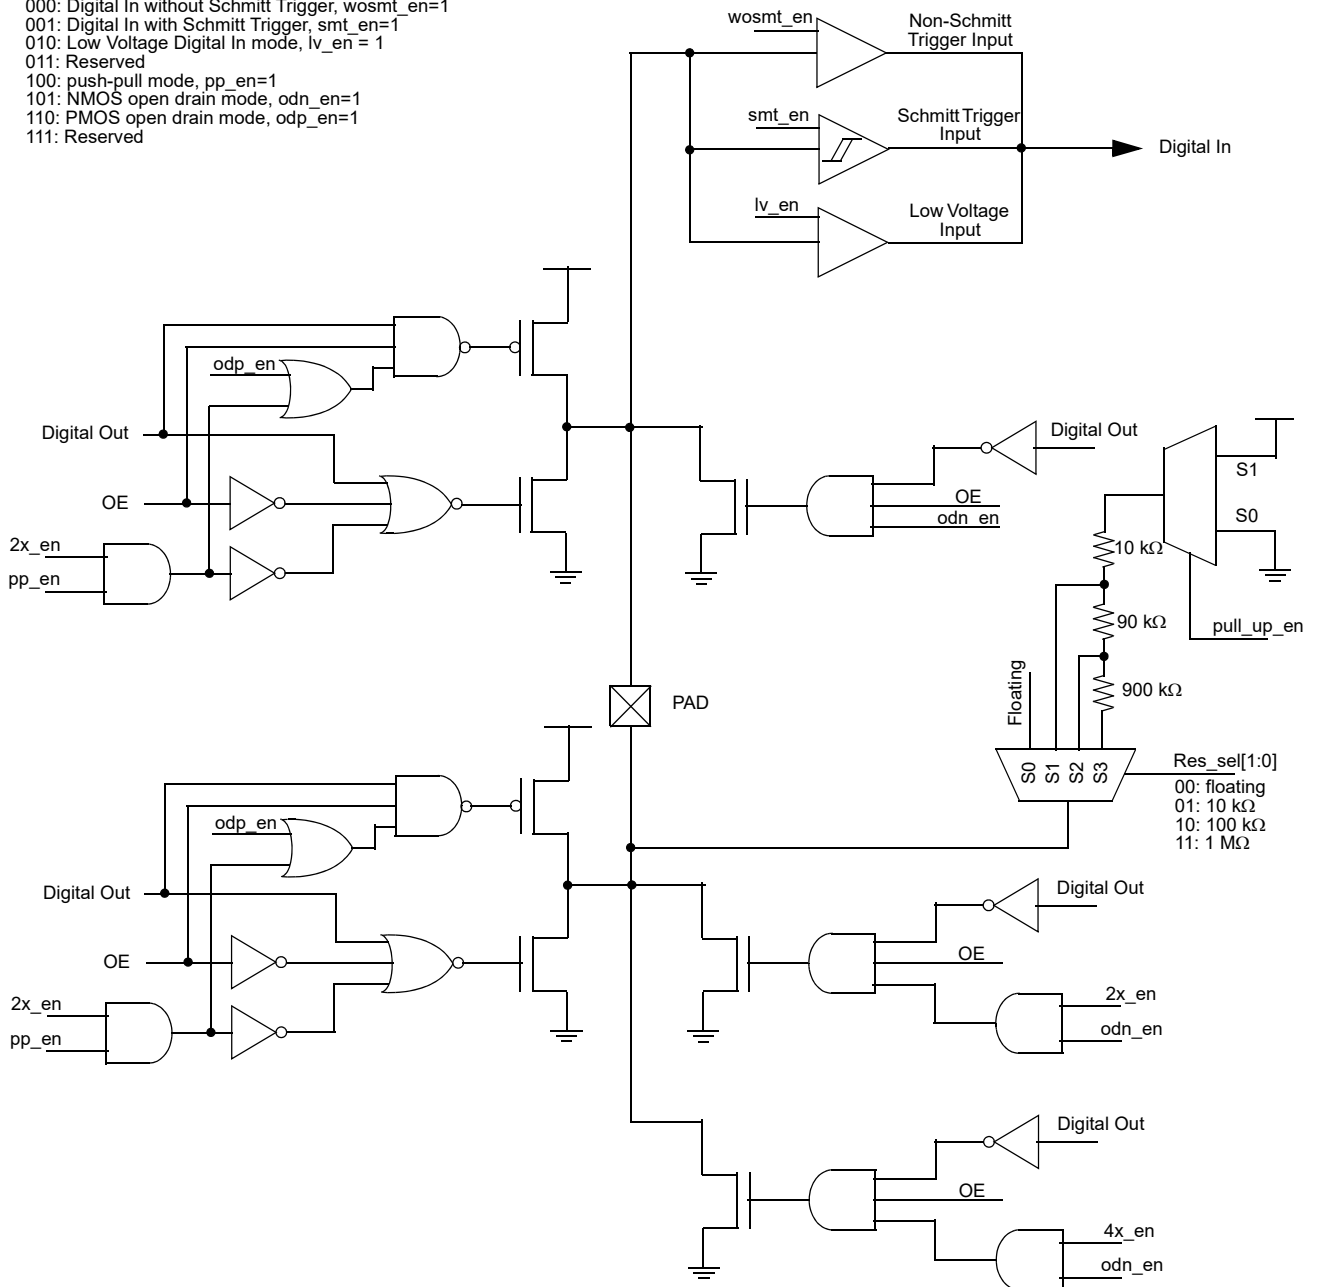 000: Digital In without Schmitt Trigger, wosmt_en=1
001: Digital In with Schmitt Trigger, smt_en=1
010: Low Voltage Digital In mode, lv_en = 1
011: Reserved
100: push-pull mode, pp_en=1
101: NMOS open drain mode, odn_en=1
110: PMOS open drain mode, odp_en=1
111: Reserved
wosmt_en
Non-Schmitt
Trigger Input
smt_en
Schmitt Trigger
Input
Digital In
lv_en
Low Voltage
Input
odp_en
Digital Out
OE
2x_en
pp_en
Digital Out
OE
odn_en
S1
S0
10 kΩ
90 kΩ
900 kΩ
pull_up_en
Floating
S0
S1
S2
S3
Res_sel[1:0]
00: floating
01: 10 kΩ
10: 100 kΩ
11: 1 MΩ
PAD
odp_en
Digital Out
OE
2x_en
pp_en
Digital Out
OE
2x_en
odn_en
Digital Out
OE
4x_en
odn_en